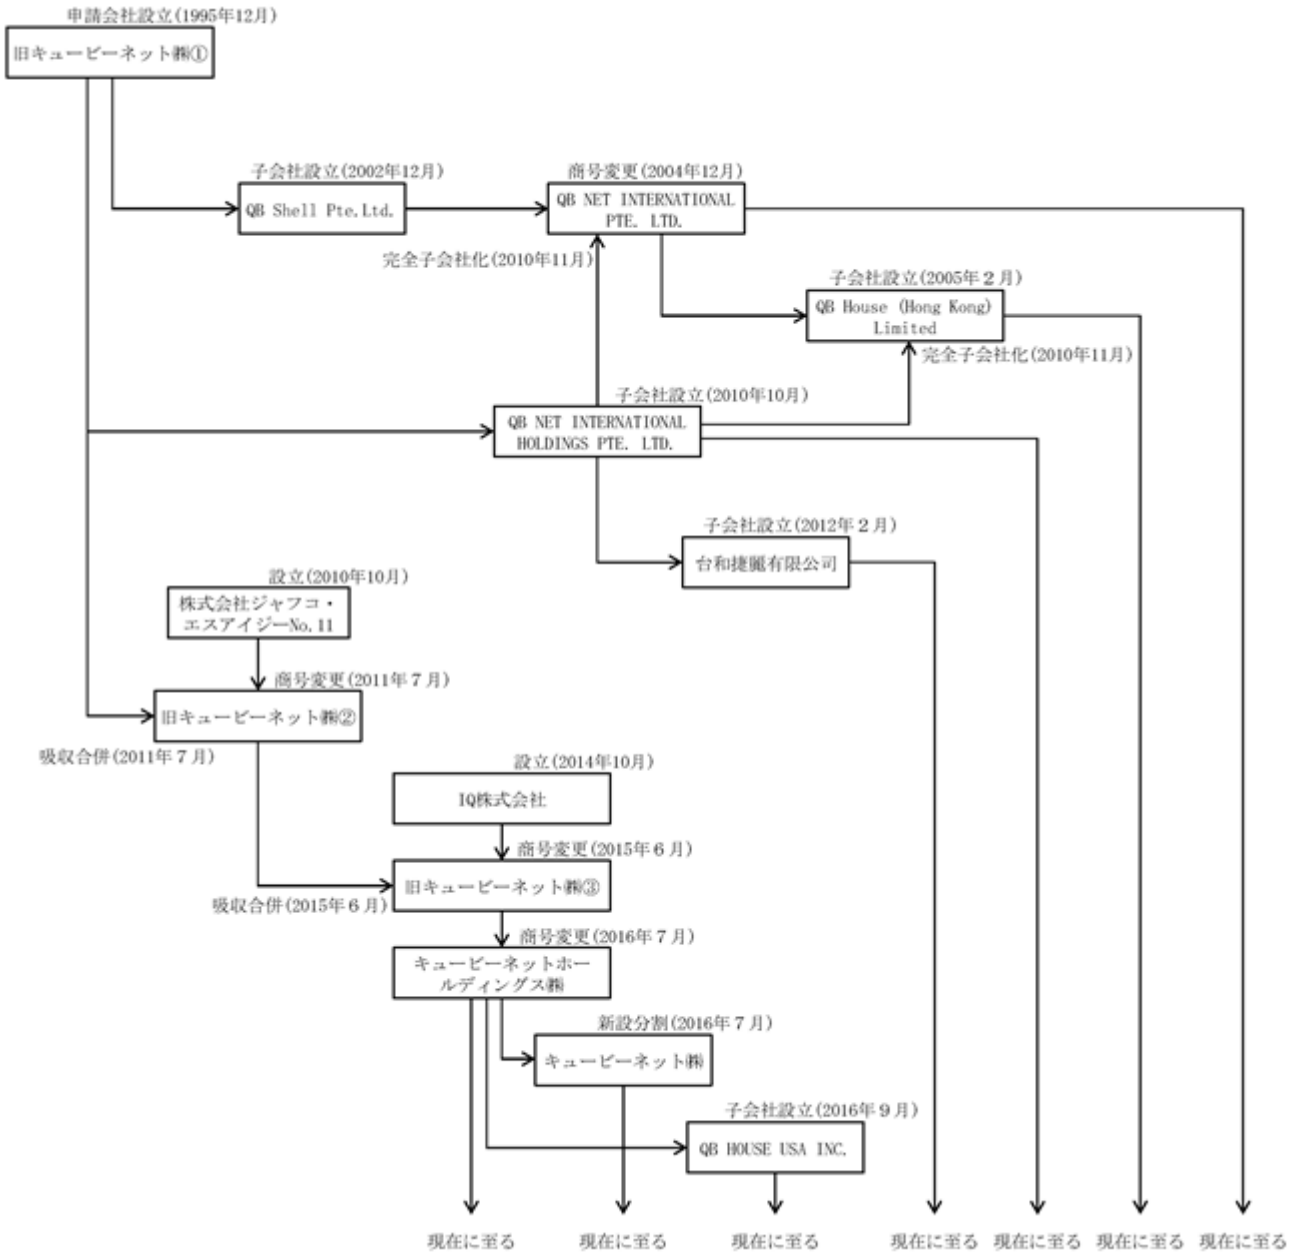 申請会社設立(1995年12月)
旧キュービーネット㈱①
子会社設立(2002年12月)
QB Shell Pte.Ltd.
商号変更(2004年12月)
QB NET INTERNATIONAL
PTE. LTD.
完全子会社化(2010年11月)
子会社設立(2005年２月)
QB House (Hong Kong)
Limited
完全子会社化(2010年11月)
子会社設立(2010年10月)
QB NET INTERNATIONAL
HOLDINGS PTE. LTD.
子会社設立(2012年２月)
台和捷麗有限公司
設立(2010年10月)
株式会社ジャフコ・
エスアイジーNo.11
商号変更(2011年７月)
旧キュービーネット㈱②
吸収合併(2011年７月)
設立(2014年10月)
IQ株式会社
商号変更(2015年６月)
旧キュービーネット㈱③
吸収合併(2015年６月)
商号変更(2016年７月)
キュービーネットホー
ルディングス㈱
新設分割(2016年７月)
キュービーネット㈱
子会社設立(2016年９月)
QB HOUSE USA INC.
現在に至る
現在に至る
現在に至る
現在に至る
現在に至る
現在に至る
現在に至る